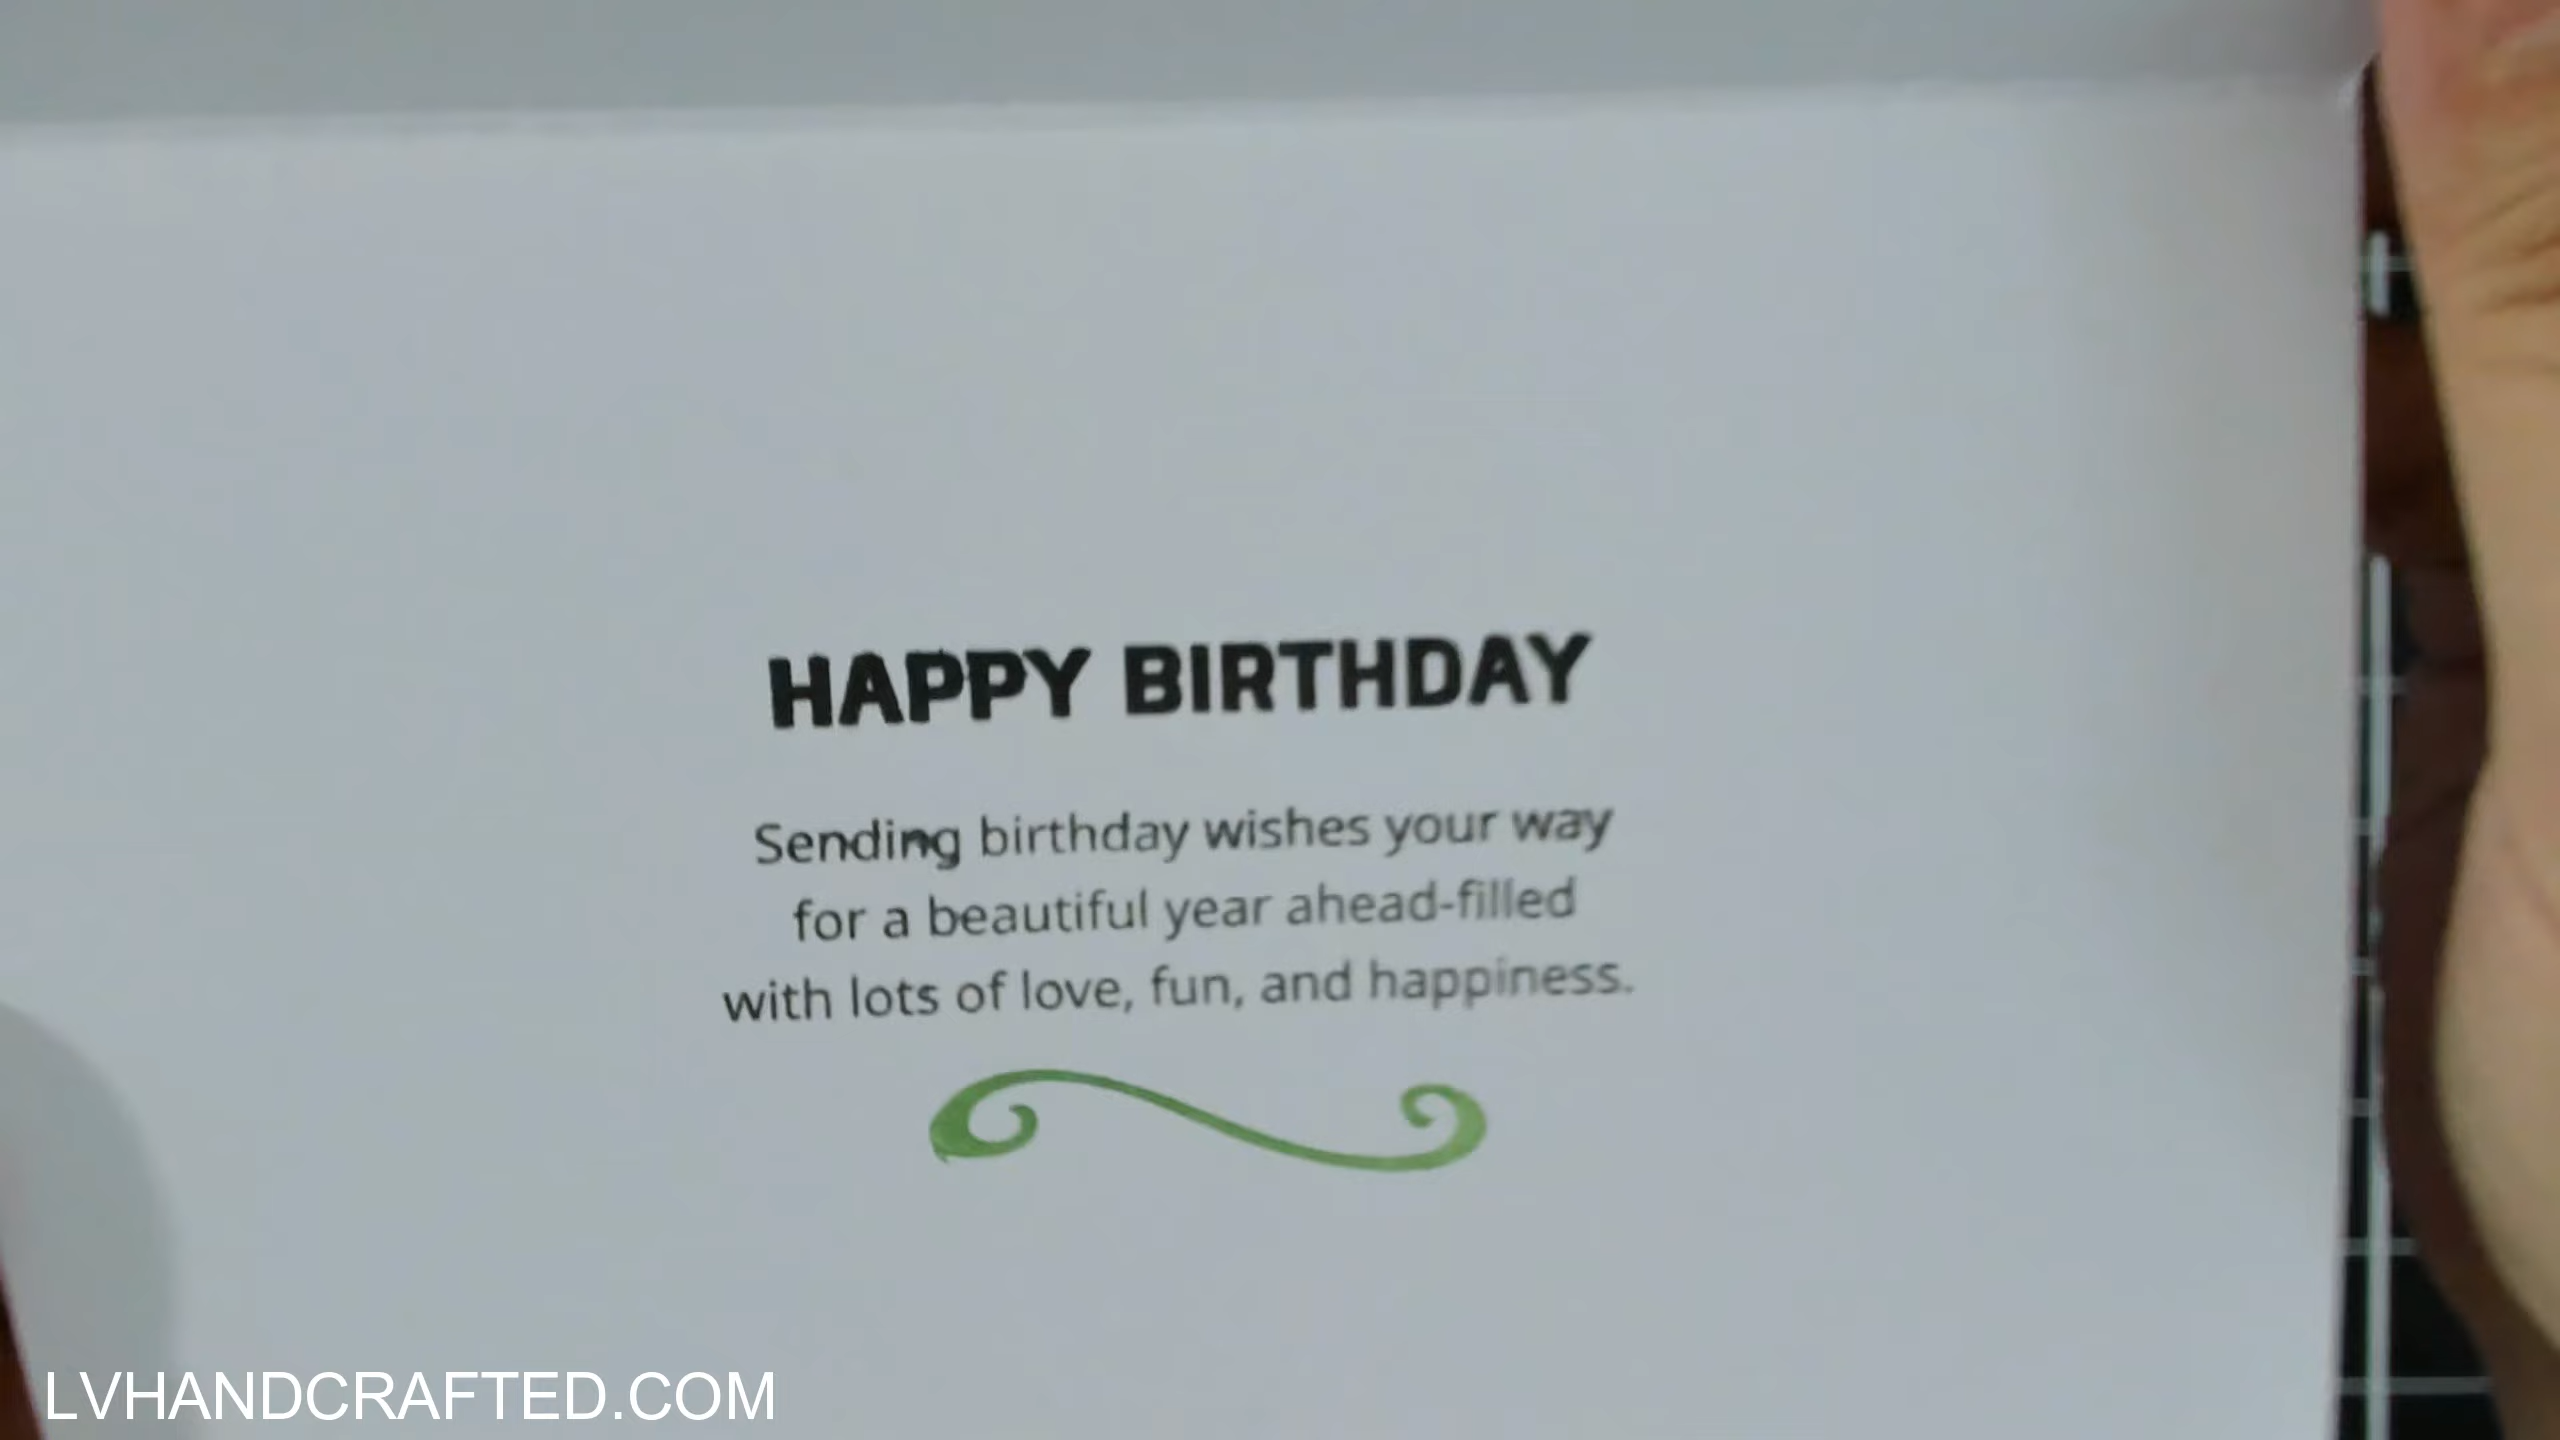 HAPPY BIRTHDAY
Sending birthday wishes your way
for a beautiful year ahead-filled
with lots of love, fun, and happiness.
LVHANDCRAFTED.COM